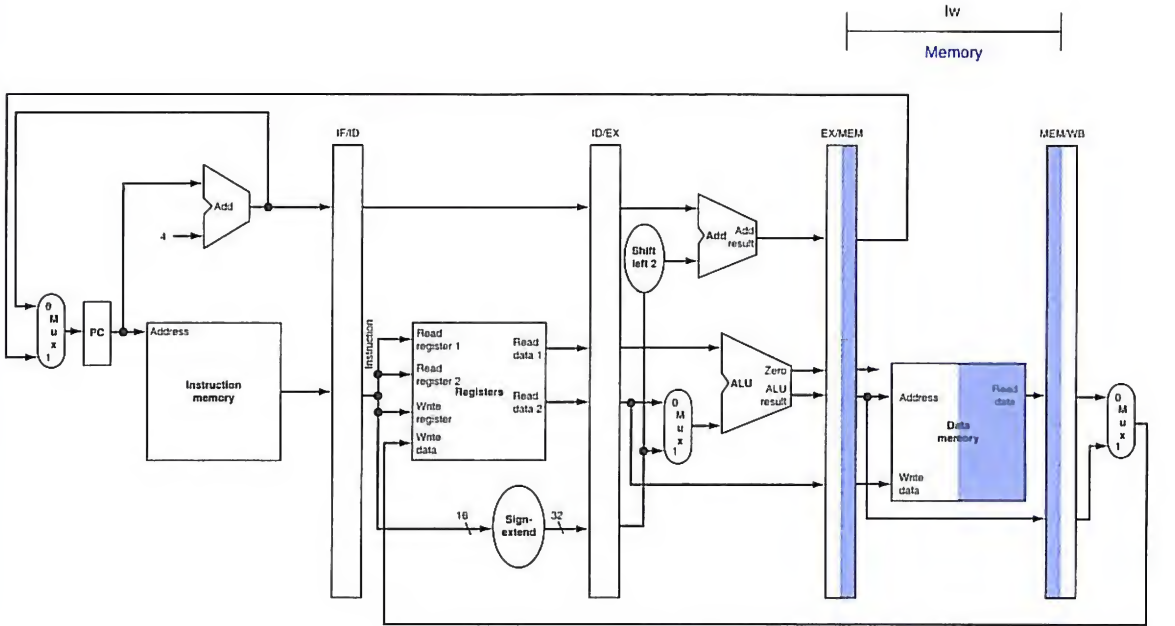 lw
Memory
IF/ID
ID/EX
EX/MEM
MEM/WB
Add
4
Shift
left 2
Add
Add
result
0
M
u
x
1
PC
Address
Instruction
memory
Instruction
Read
register 1
Read
register 2
Write
register
Write
data
Registers
Read
data 1
Read
data 2
0
M
u
x
1
ALU
Zero
ALU
result
Address
Write
data
Data
memory
Read
data
0
M
u
x
1
16
Sign-
extend
32